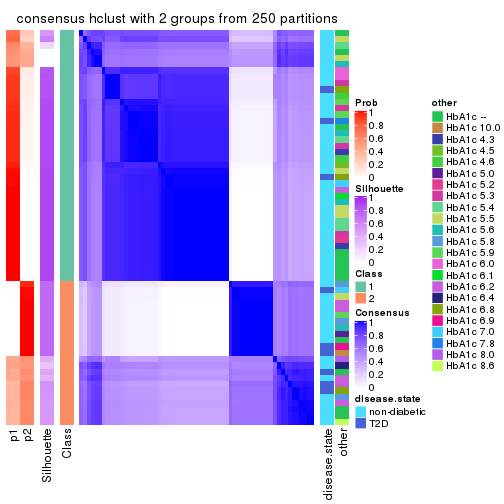 consensus hclust with 2 groups from 250 partitions
p1
p2
Silhouette
Class
disease.state
other
Prob
1
0.8
0.6
0.4
0.2
0
Silhouette
1
0.8
0.6
0.4
0.2
0
Class
1
2
Consensus
1
0.8
0.6
0.4
0.2
0
disease.state
non-diabetic
T2D
other
HbA1c --
HbA1c 10.0
HbA1c 4.3
HbA1c 4.5
HbA1c 4.6
HbA1c 5.0
HbA1c 5.2
HbA1c 5.3
HbA1c 5.4
HbA1c 5.5
HbA1c 5.6
HbA1c 5.8
HbA1c 5.9
HbA1c 6.0
HbA1c 6.1
HbA1c 6.2
HbA1c 6.4
HbA1c 6.8
HbA1c 6.9
HbA1c 7.0
HbA1c 7.8
HbA1c 8.0
HbA1c 8.6